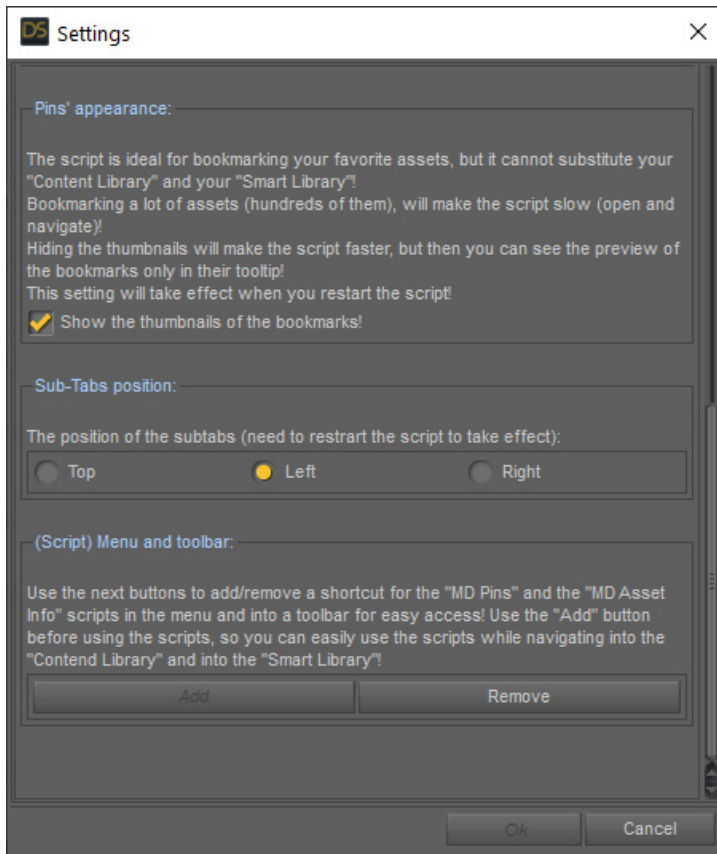 DS Settings
Pins' appearance:
The script is ideal for bookmarking your favorite assets, but it cannot substitute your
"Content Library" and your "Smart Library"!
Bookmarking a lot of assets (hundreds of them), will make the script slow (open and
navigate)!
Hiding the thumbnails will make the script faster, but then you can see the preview of
the bookmarks only in their tooltip!
This setting will take effect when you restart the script!
Show the thumbnails of the bookmarks!
Sub-Tabs position:
The position of the subtabs (need to restrart the script to take effect):
Top Left Right
(Script) Menu and toolbar:
Use the next buttons to add/remove a shortcut for the "MD Pins" and the "MD Asset
Info" scripts in the menu and into a toolbar for easy access! Use the "Add" button
before using the scripts, so you can easily use the scripts while navigating into the
"Contend Library" and into the "Smart Library"!
Add Remove
Ok Cancel